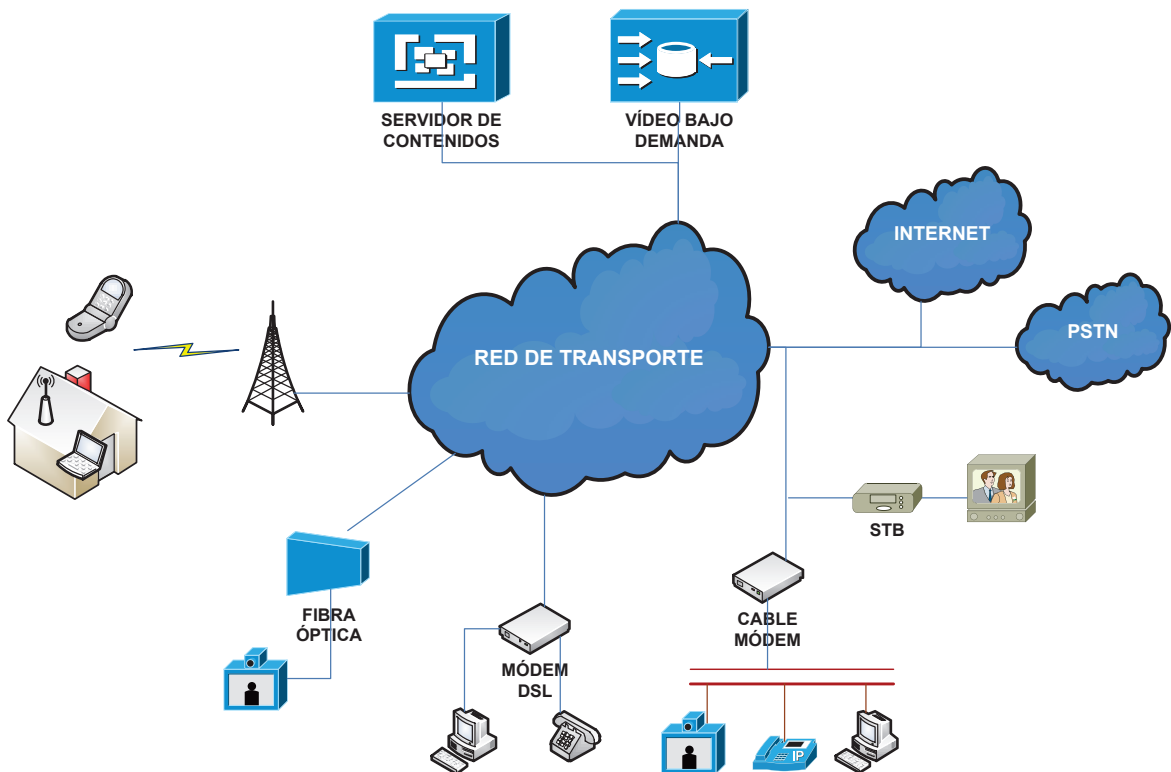 SERVIDOR DE
CONTENIDOS
VÍDEO BAJO
DEMANDA
INTERNET
PSTN
RED DE TRANSPORTE
STB
FIBRA
ÓPTICA
CABLE
MÓDEM
MÓDEM
DSL
IP